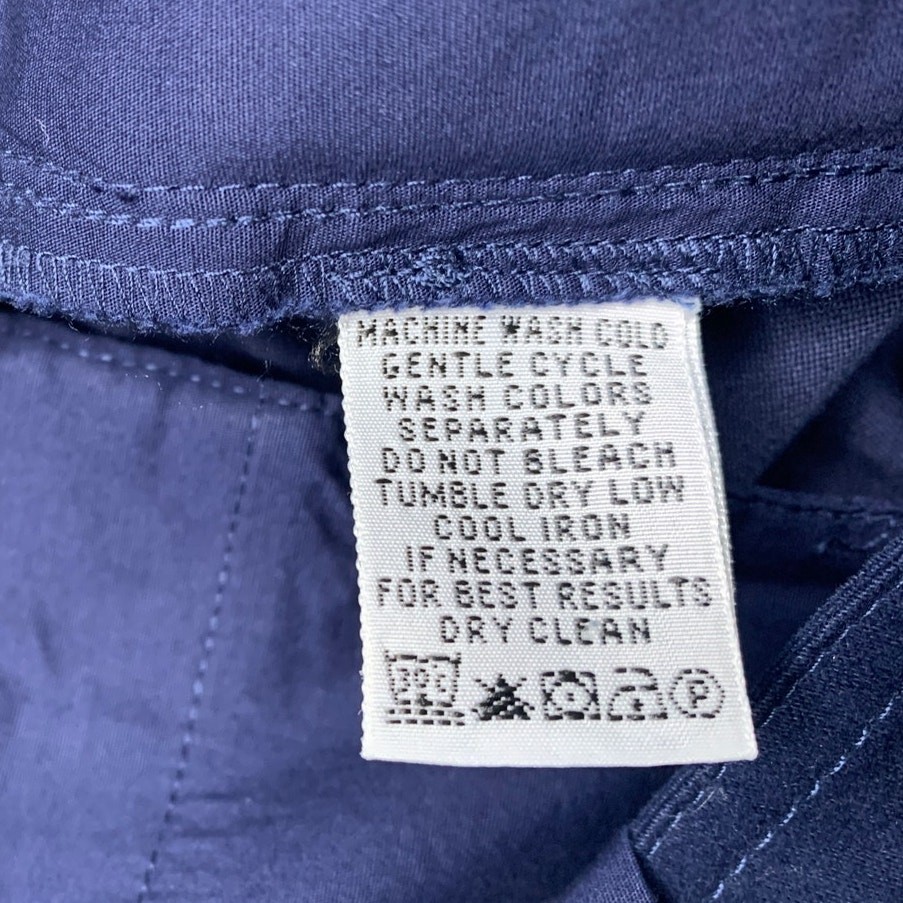 MACHINE WASH COLD
GENTLE CYCLE
WASH COLORS
SEPARATELY
DO NOT BLEACH
TUMBLE DRY LOW
COOL IRON
IF NECESSARY
FOR BEST RESULTS
DRY CLEAN
P